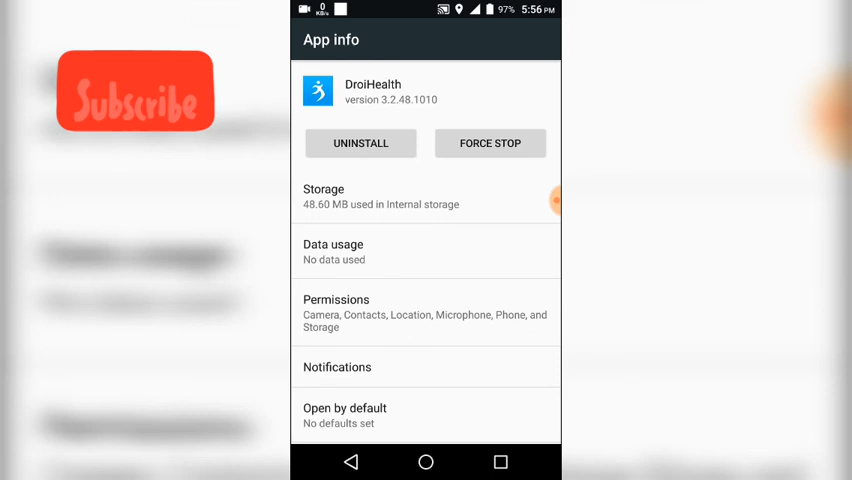 Subscribe
0
KB/s
97% 5:56 PM
App info
DroiHealth
version 3.2.48.1010
UNINSTALL
FORCE STOP
Storage
48.60 MB used in Internal storage
Data usage
No data used
Permissions
Camera, Contacts, Location, Microphone, Phone, and
Storage
Notifications
Open by default
No defaults set